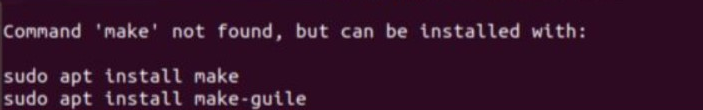 Command 'make' not found, but can be installed with:
sudo apt install make
sudo apt install make-guile